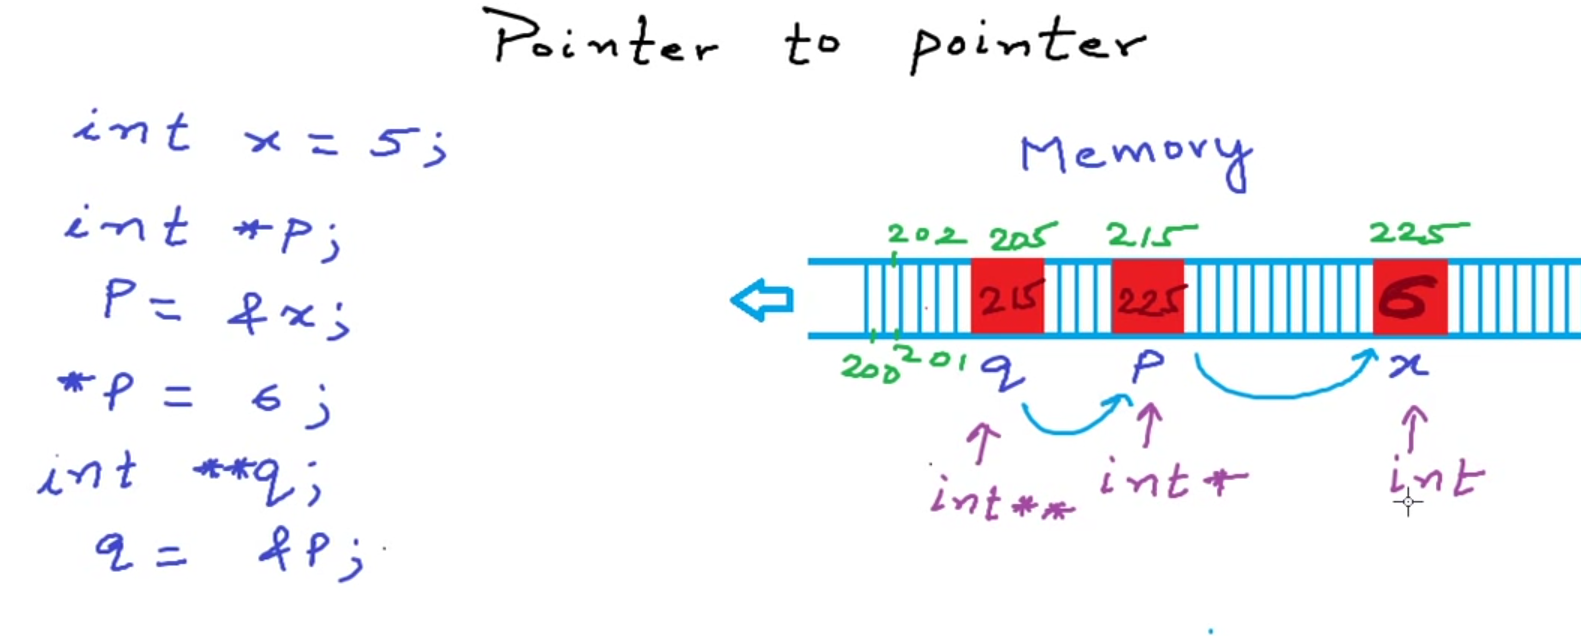 Pointer to pointer
int x = 5;
int *p;
p = &x;
*p = 6;
int **q;
q = &p;
Memory
202 205 215 225
215 225 6
200 201 q p x
int** int* int